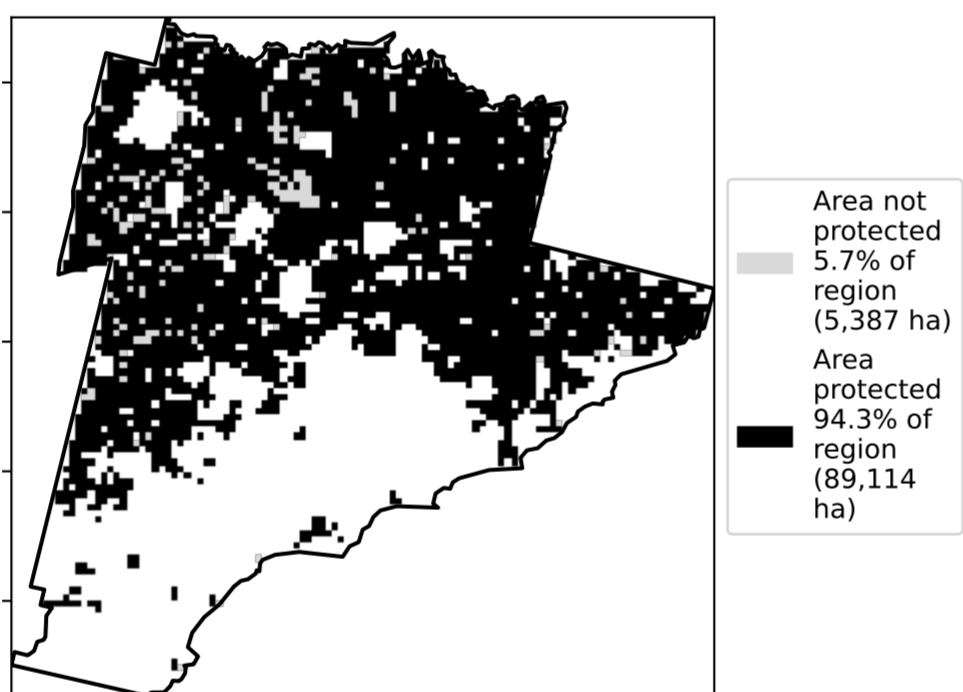 Area not
protected
5.7% of
region
(5,387 ha)
Area
protected
94.3% of
region
(89,114
ha)